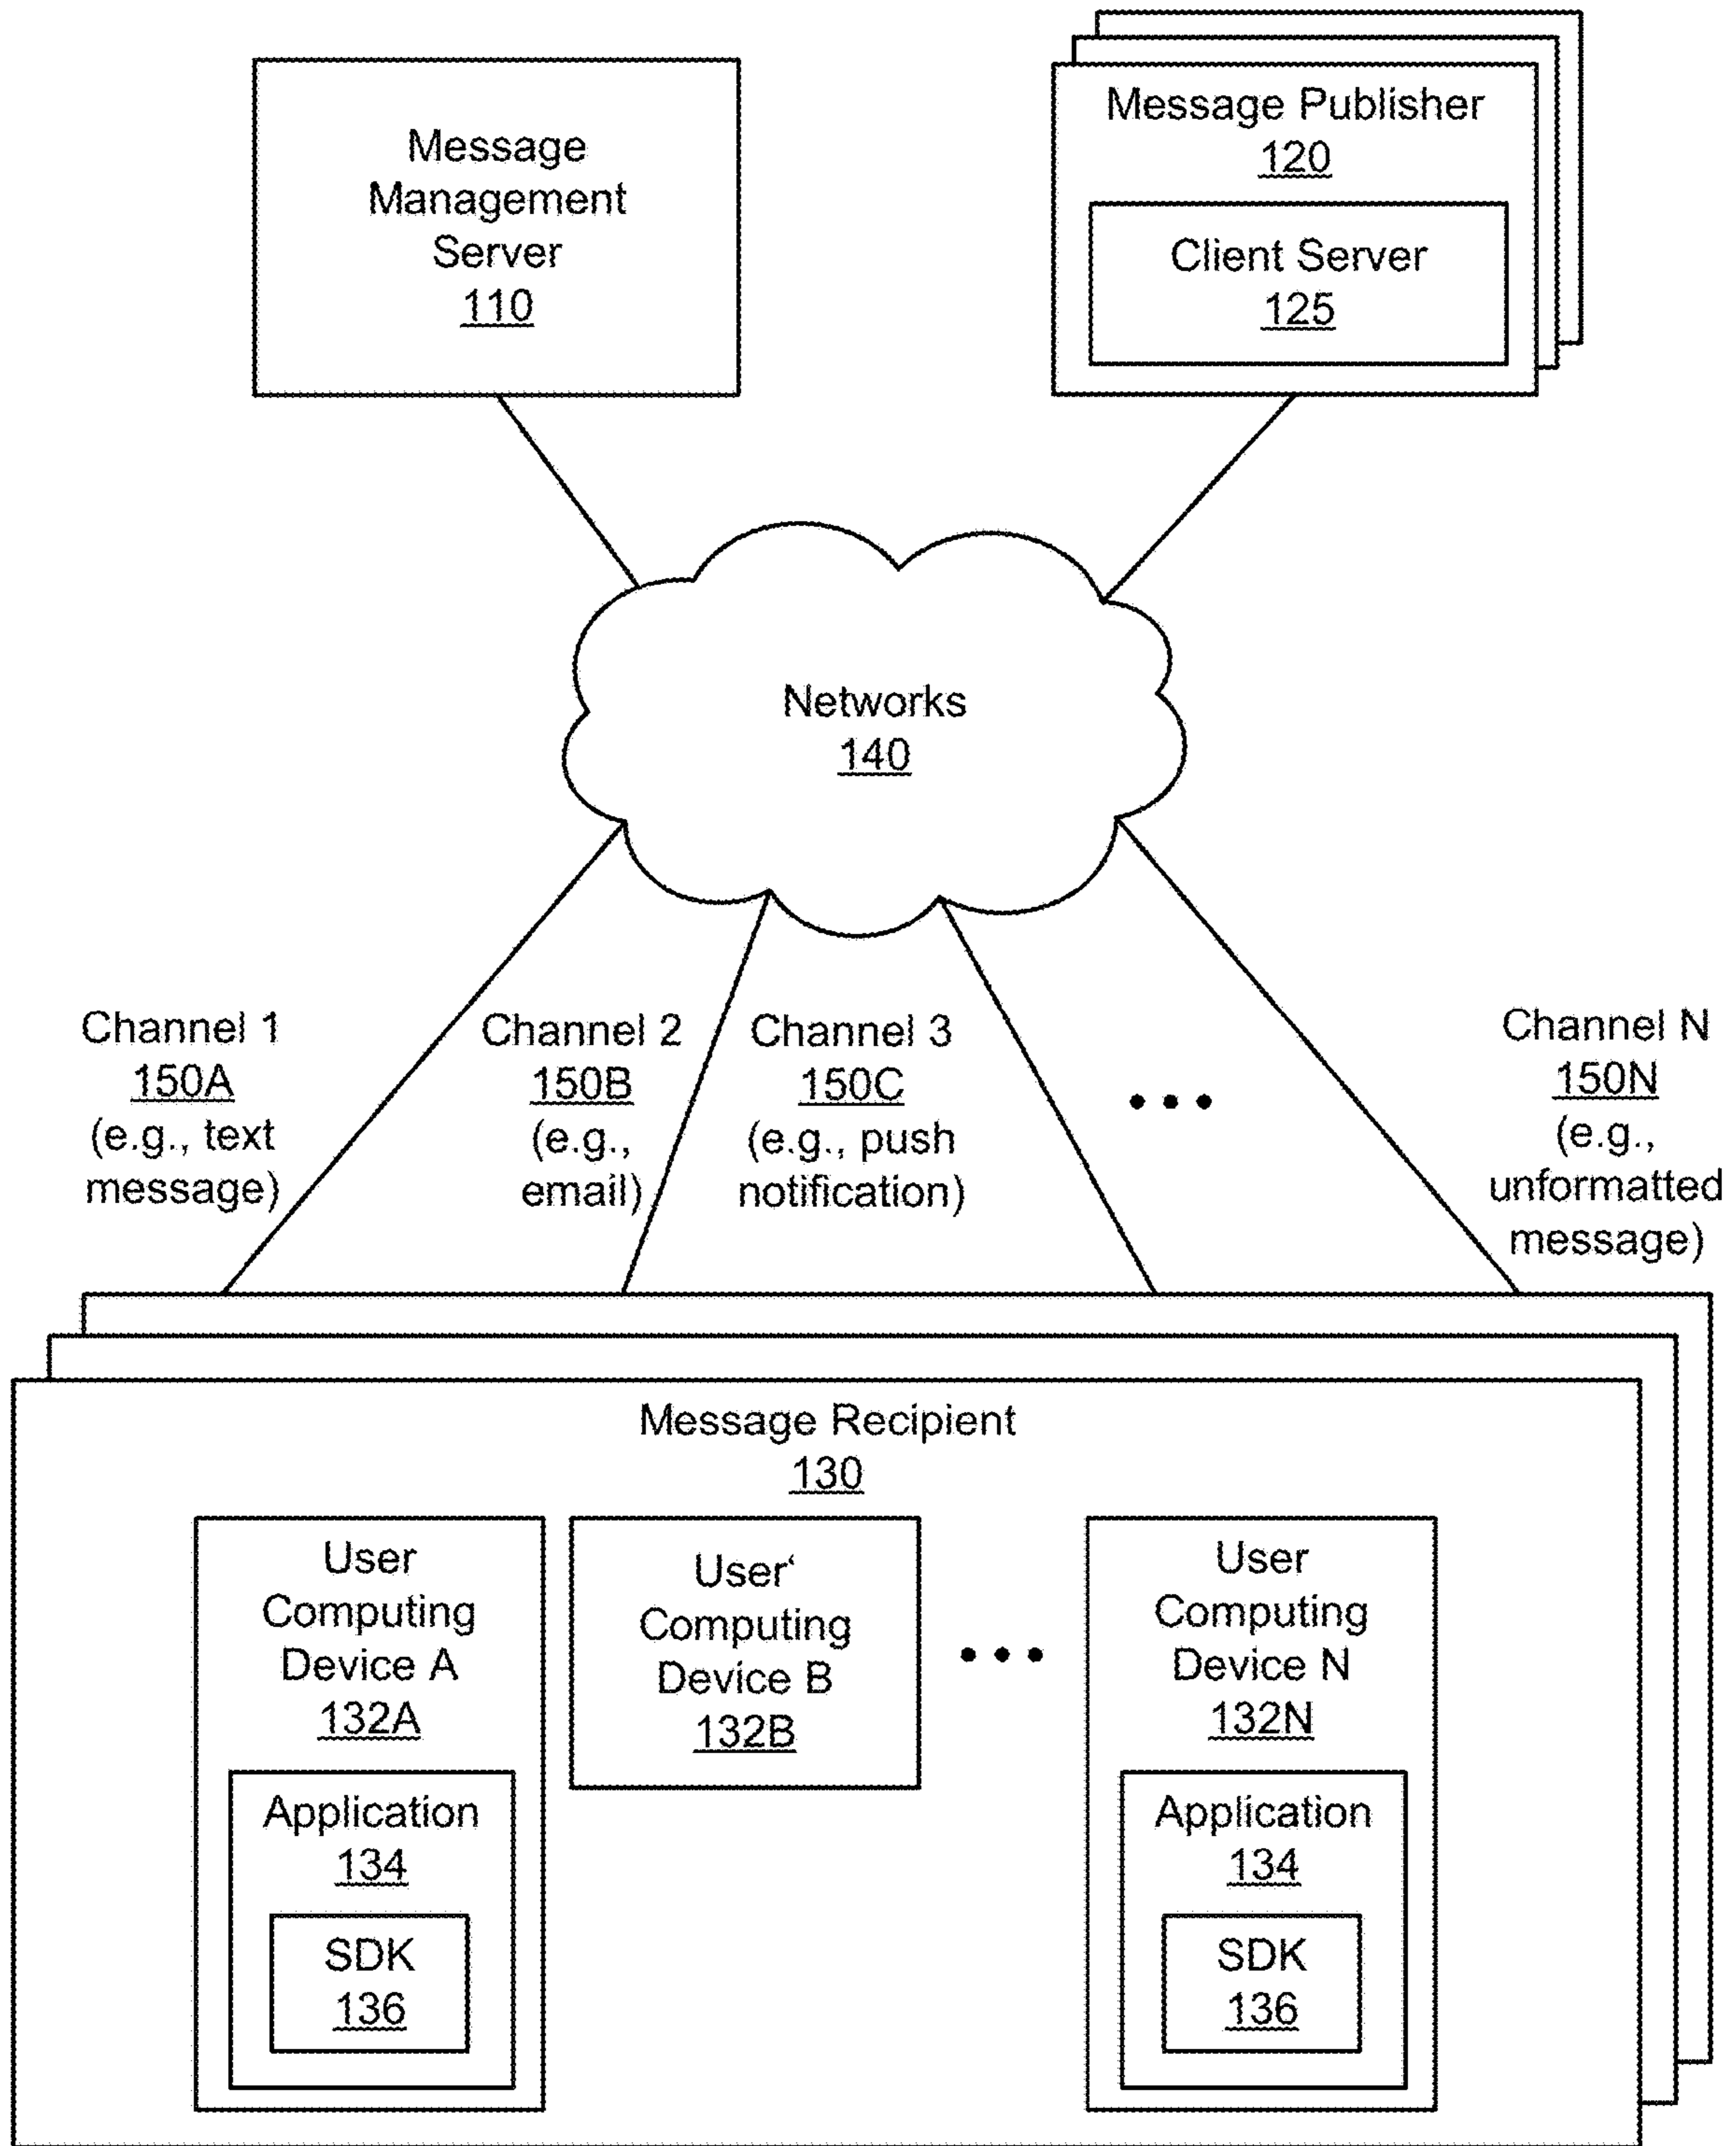 Message
Management
Server
110
Message Publisher
120
Client Server
125
Networks
140
Channel 1
150A
(e.g., text
message)
Channel 2
150B
(e.g.,
email)
Channel 3
150C
(e.g., push
notification)
•••
Channel N
150N
(e.g.,
unformatted
message)
Message Recipient
130
User
Computing
Device A
132A
Application
134
SDK
136
User‘
Computing
Device B
132B
•••
User
Computing
Device N
132N
Application
134
SDK
136